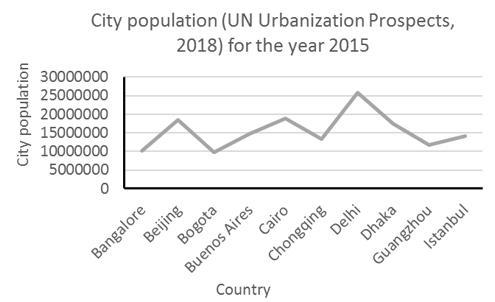 City population (UN Urbanization Prospects,
2018) for the year 2015
City population
30000000
25000000
20000000
15000000
10000000
5000000
0
Bangalore
Beijing
Bogota
Buenos Aires
Cairo
Chongqing
Delhi
Dhaka
Guangzhou
Istanbul
Country